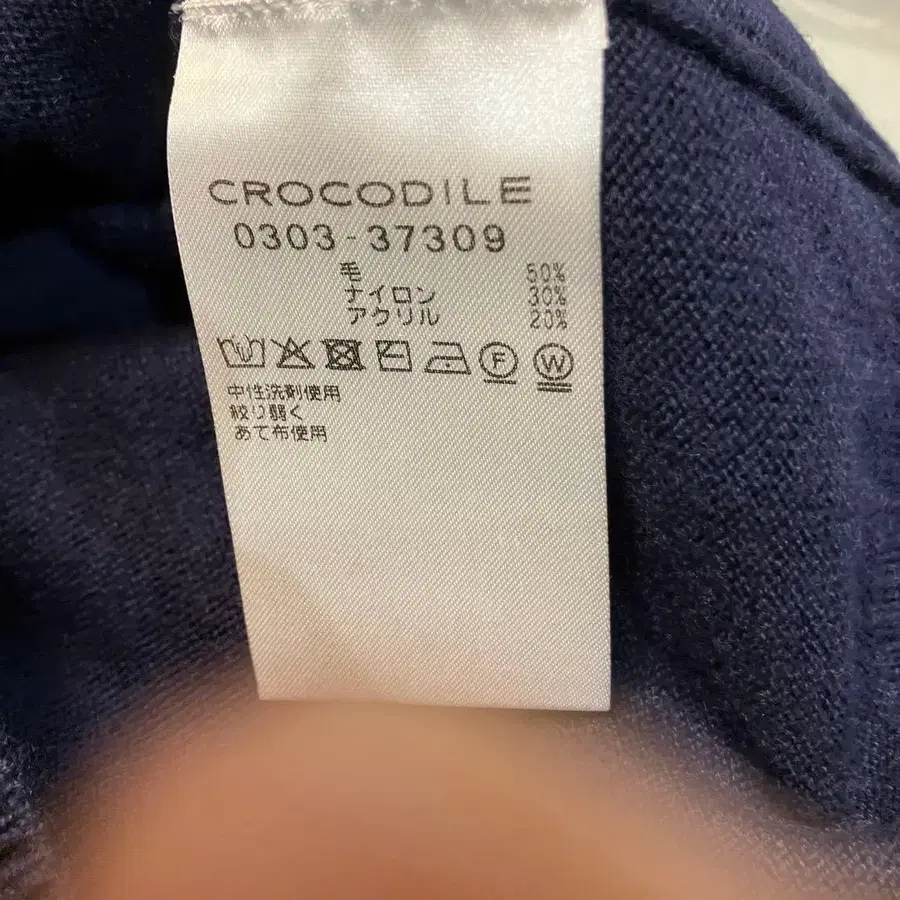 CROCODILE
0303-37309
毛 50%
ナイロン 30%
アクリル 20%
F W
中性洗剤使用
絞り弱く
あて布使用